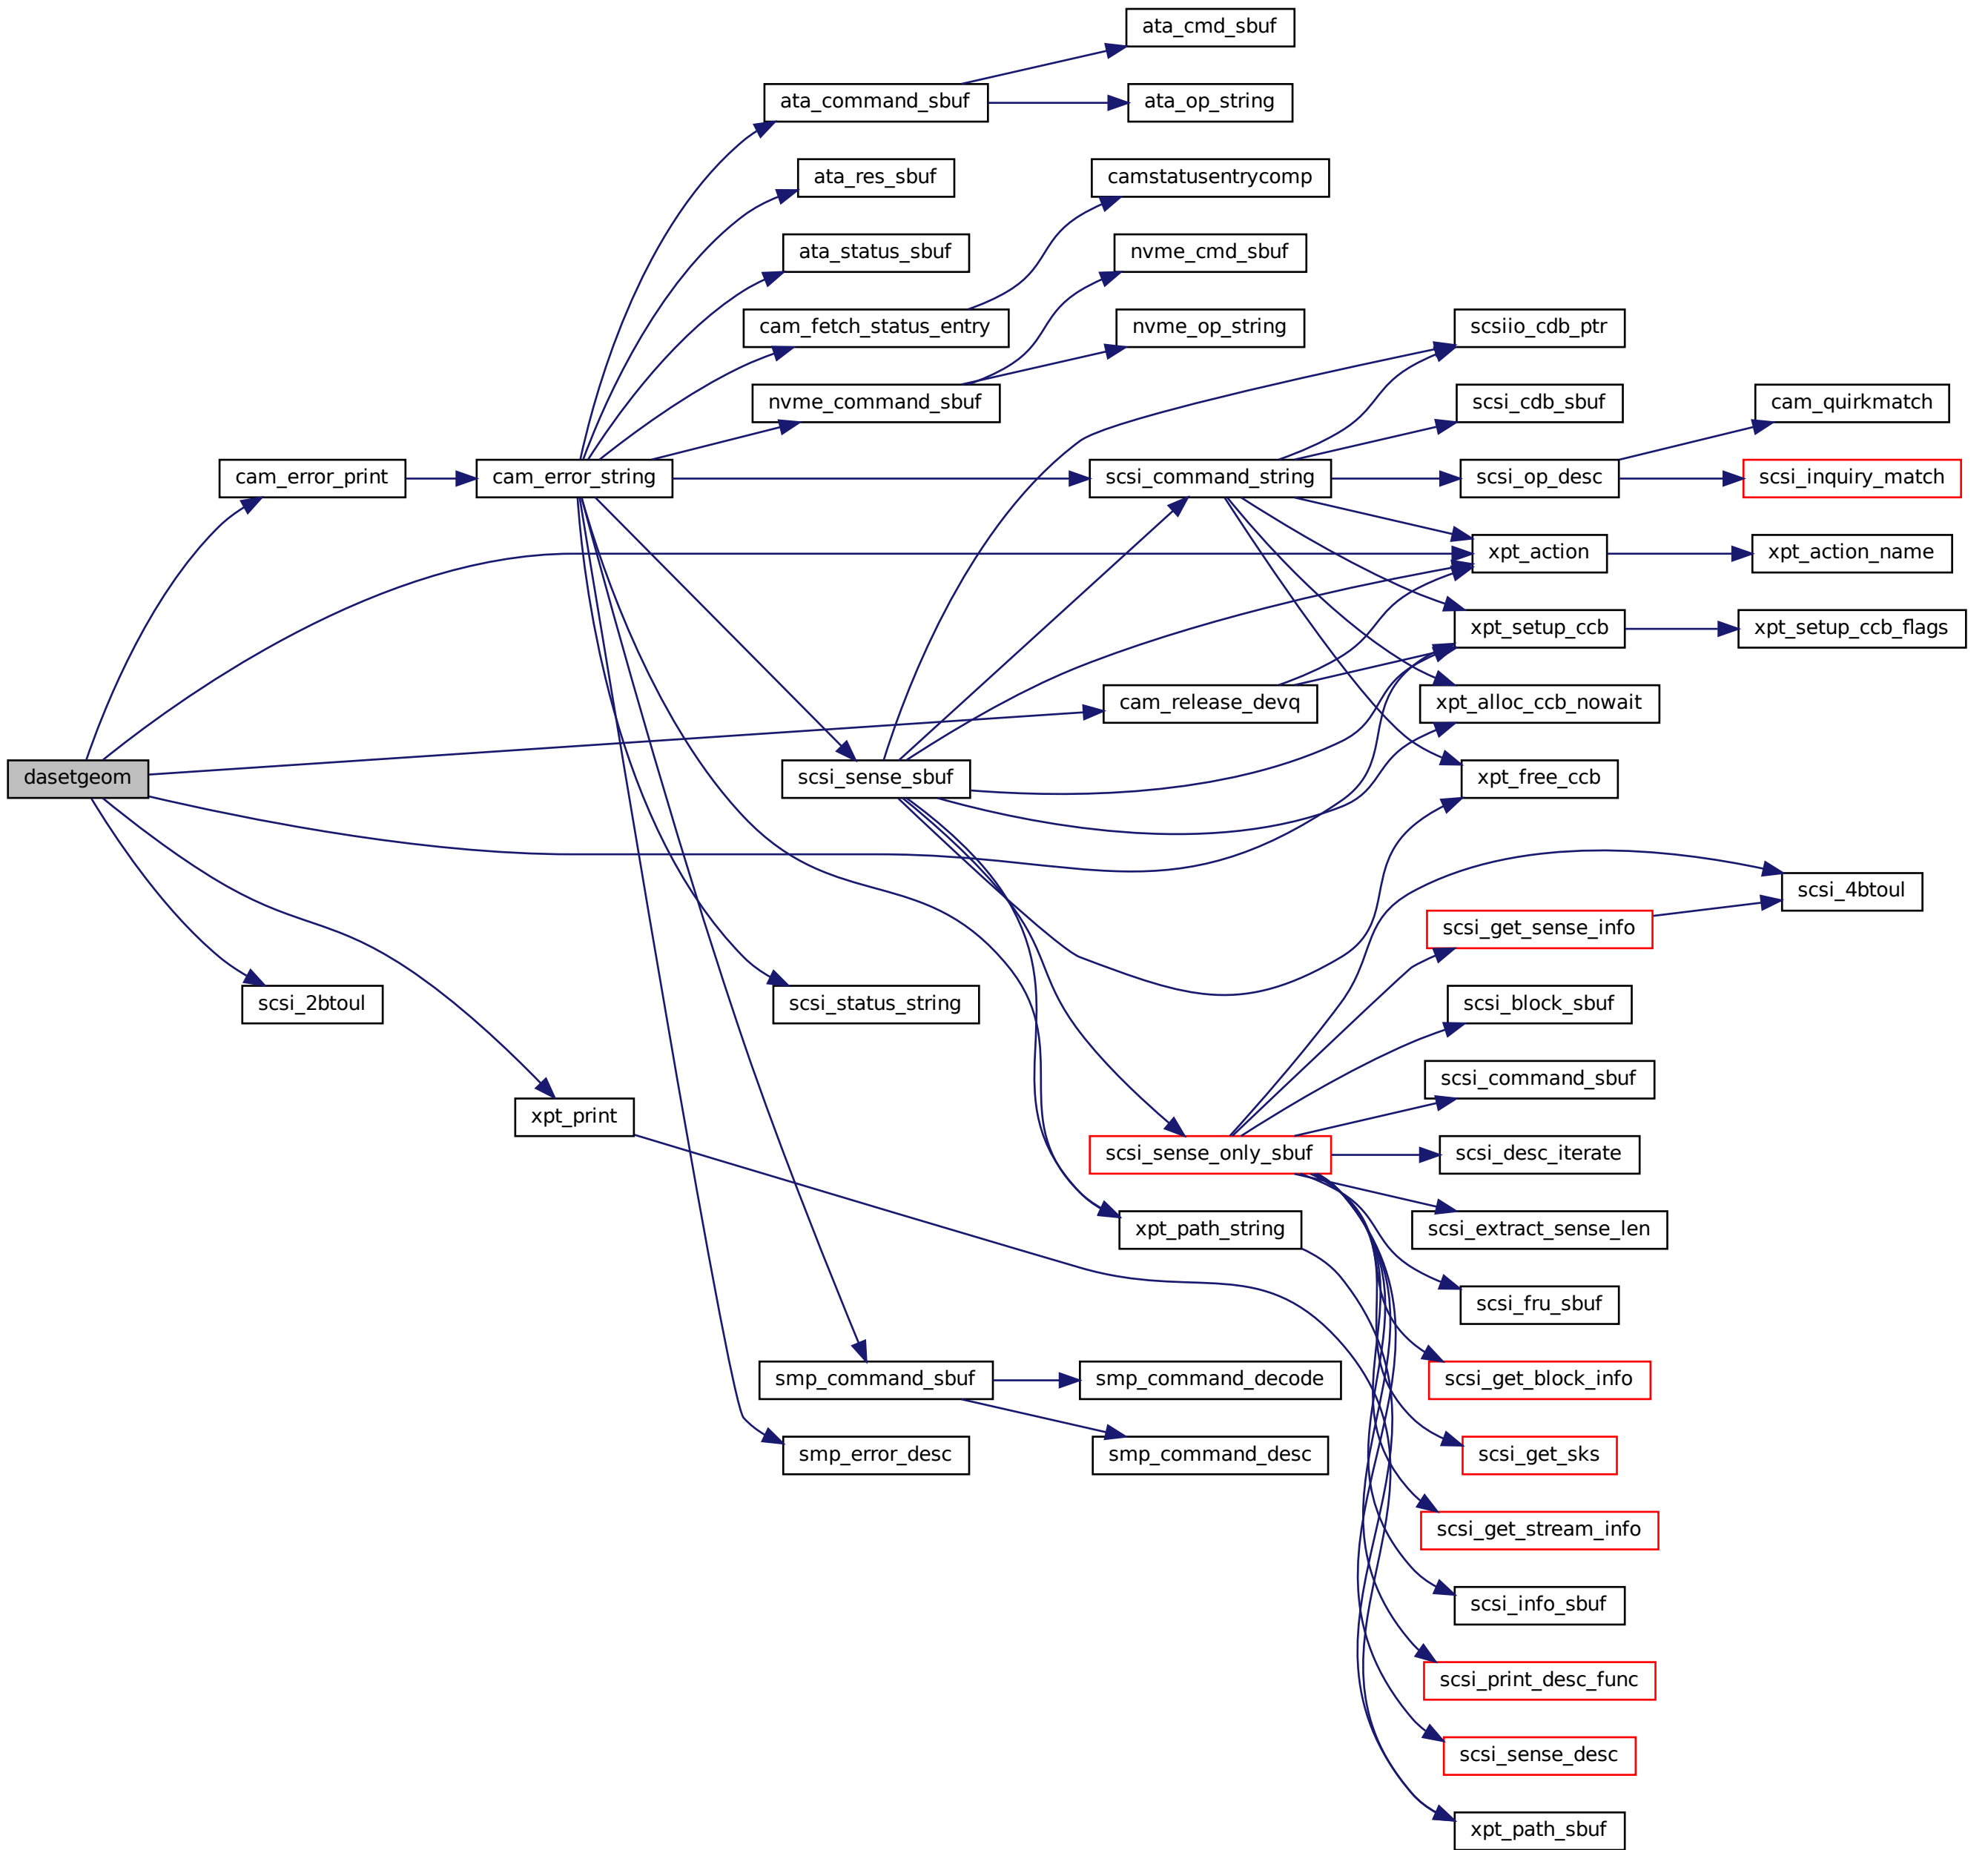 ata_cmd_sbuf
ata_command_sbuf
ata_op_string
ata_res_sbuf
camstatusentrycomp
ata_status_sbuf
nvme_cmd_sbuf
cam_fetch_status_entry
nvme_op_string
scsiio_cdb_ptr
nvme_command_sbuf
scsi_cdb_sbuf
cam_quirkmatch
cam_error_print
cam_error_string
scsi_command_string
scsi_op_desc
scsi_inquiry_match
xpt_action
xpt_action_name
xpt_setup_ccb
xpt_setup_ccb_flags
cam_release_devq
xpt_alloc_ccb_nowait
dasetgeom
scsi_sense_sbuf
xpt_free_ccb
scsi_4btoul
scsi_get_sense_info
scsi_2btoul
scsi_status_string
scsi_block_sbuf
scsi_command_sbuf
xpt_print
scsi_sense_only_sbuf
scsi_desc_iterate
xpt_path_string
scsi_extract_sense_len
scsi_fru_sbuf
smp_command_sbuf
smp_command_decode
scsi_get_block_info
smp_error_desc
smp_command_desc
scsi_get_sks
scsi_get_stream_info
scsi_info_sbuf
scsi_print_desc_func
scsi_sense_desc
xpt_path_sbuf